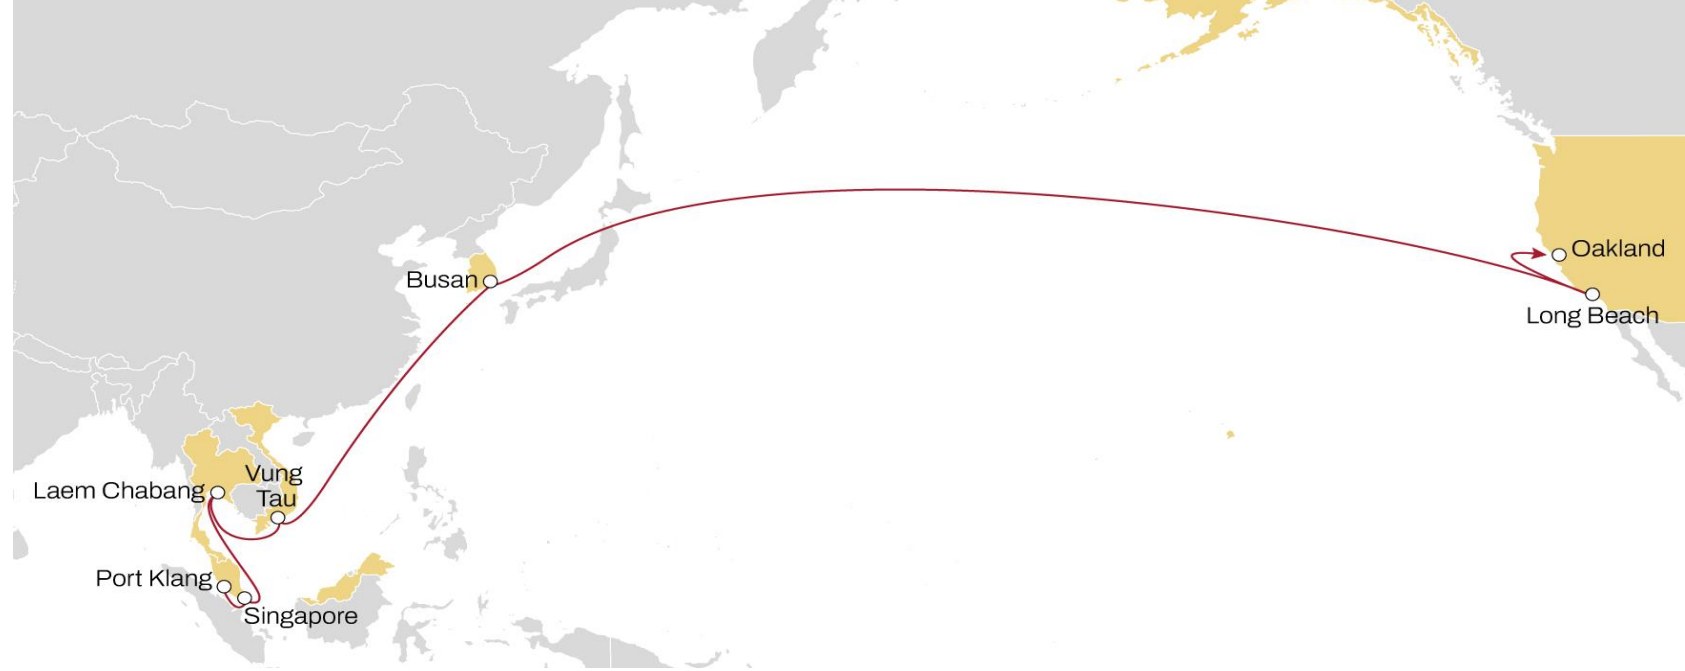 Oakland
Busan
Long Beach
Vung
Tau
Laem Chabang
Port Klang
Singapore